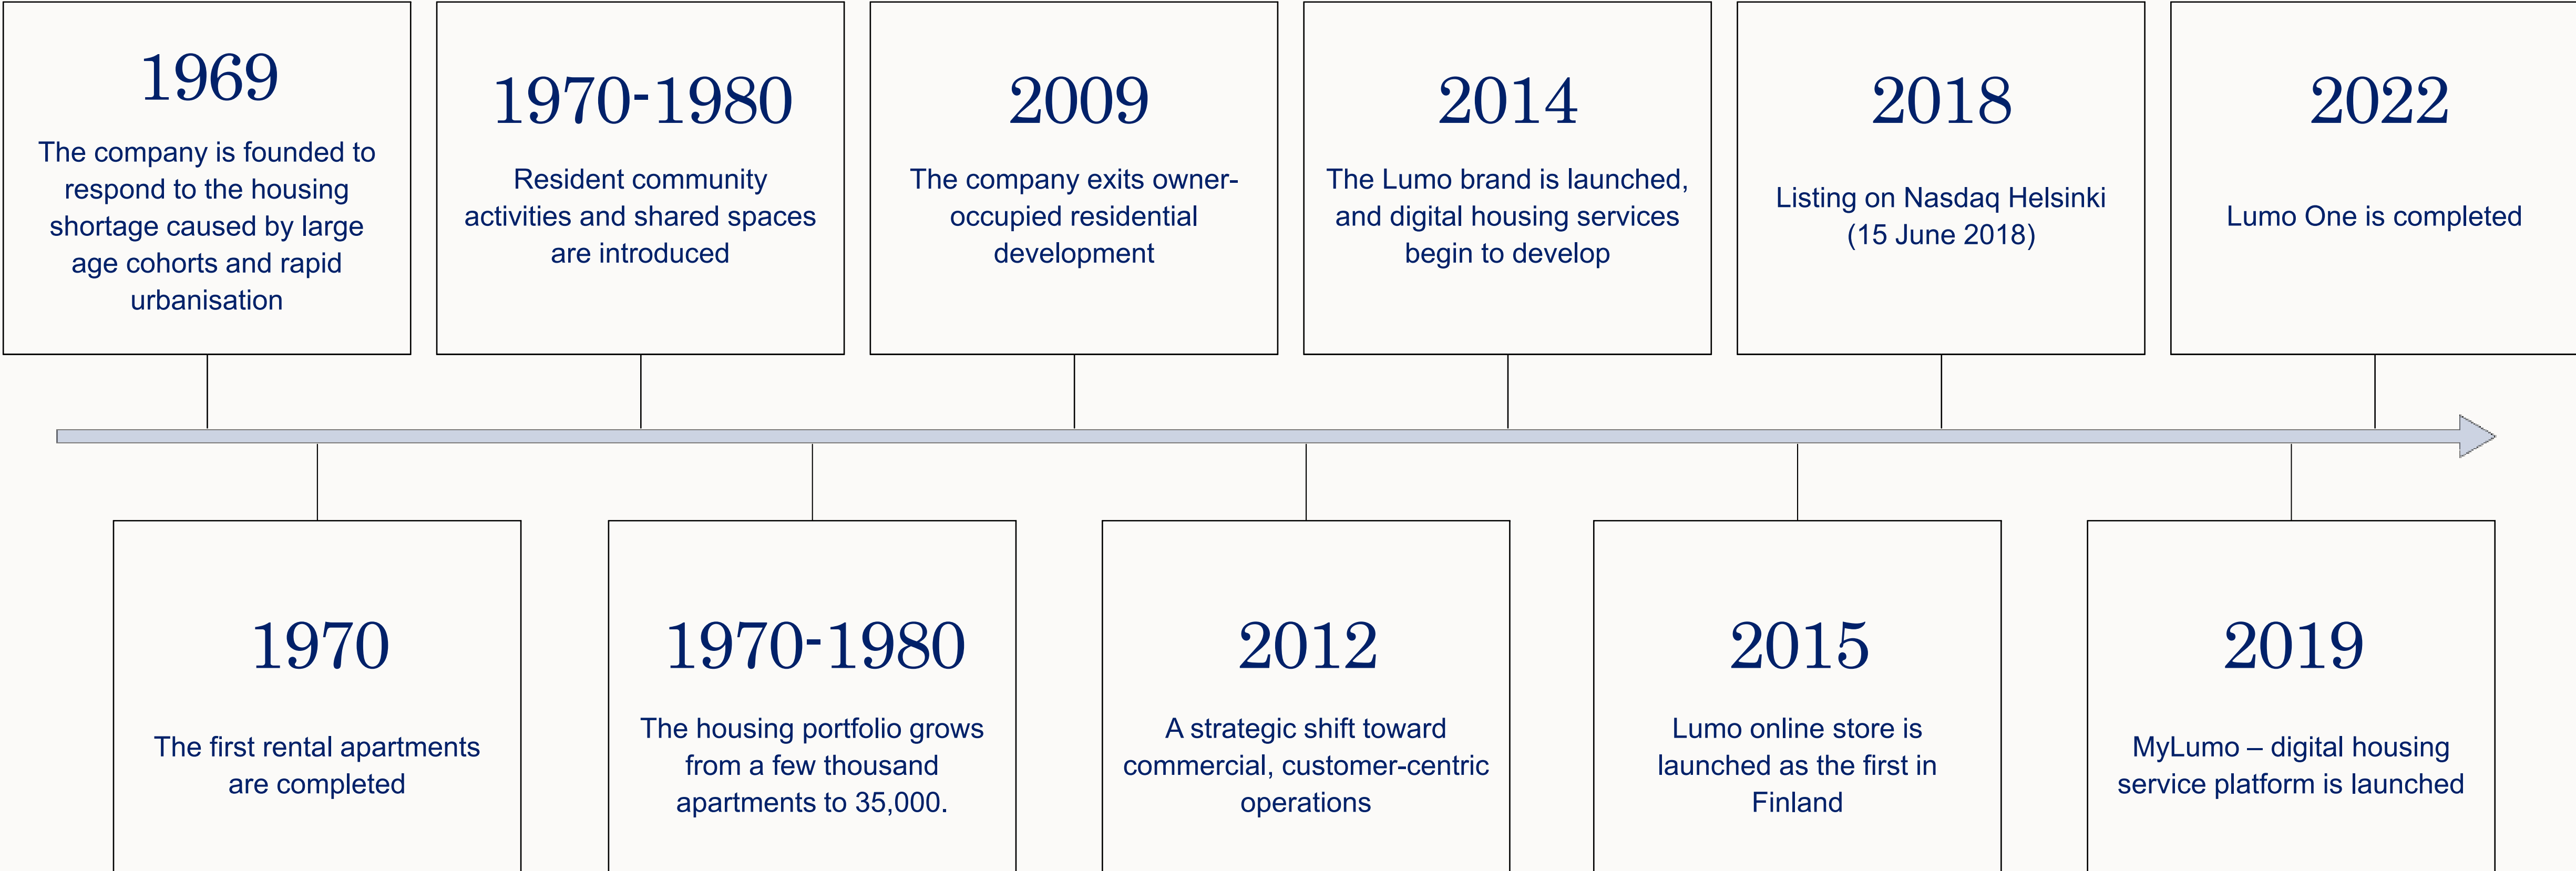 1969
The company is founded to
respond to the housing
shortage caused by large
age cohorts and rapid
urbanisation
1970-1980
Resident community
activities and shared spaces
are introduced
2009
The company exits owner-
occupied residential
development
2014
The Lumo brand is launched,
and digital housing services
begin to develop
2018
Listing on Nasdaq Helsinki
(15 June 2018)
2022
Lumo One is completed
1970
The first rental apartments
are completed
1970-1980
The housing portfolio grows
from a few thousand
apartments to 35,000.
2012
A strategic shift toward
commercial, customer-centric
operations
2015
Lumo online store is
launched as the first in
Finland
2019
MyLumo – digital housing
service platform is launched